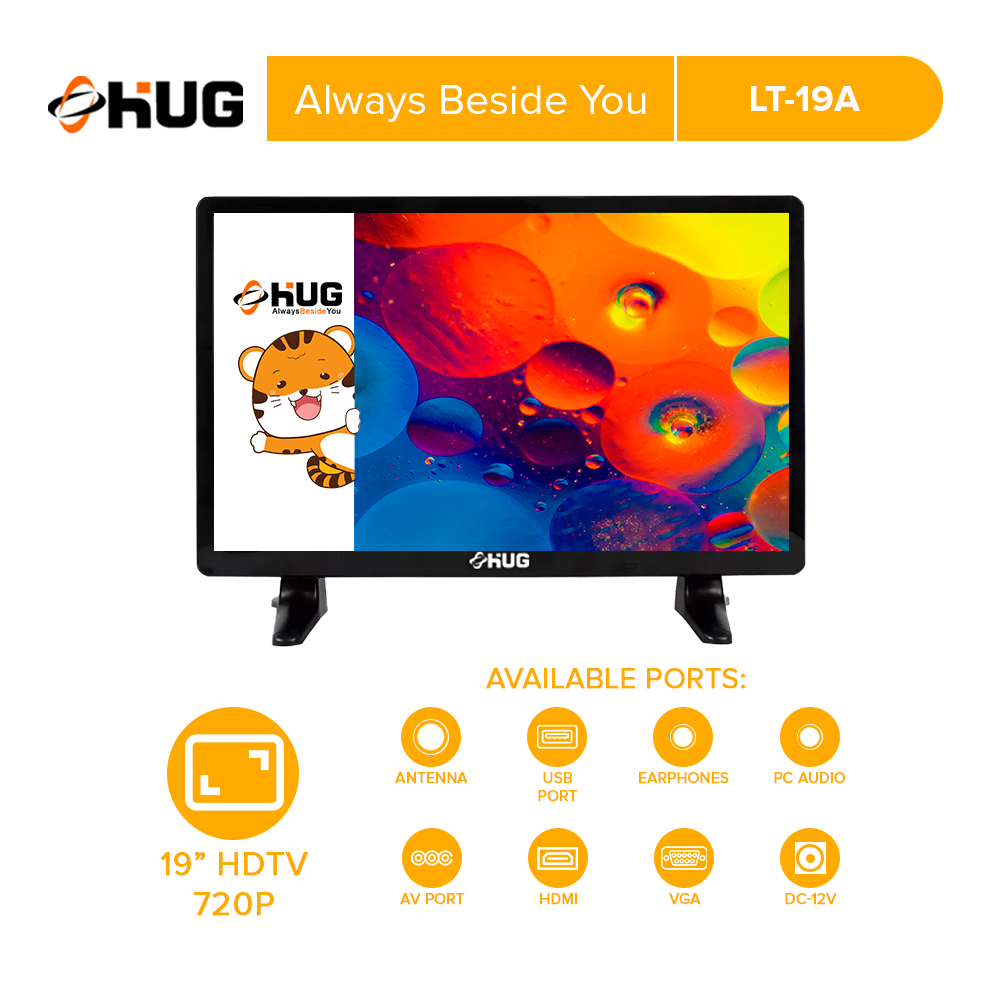 HUG
Always Beside You
LT-19A
HUG
AlwaysBesideYou
HUG
AVAILABLE PORTS:
ANTENNA
USB
PORT
EARPHONES
PC AUDIO
AV PORT
HDMI
VGA
DC-12V
19” HDTV
720P